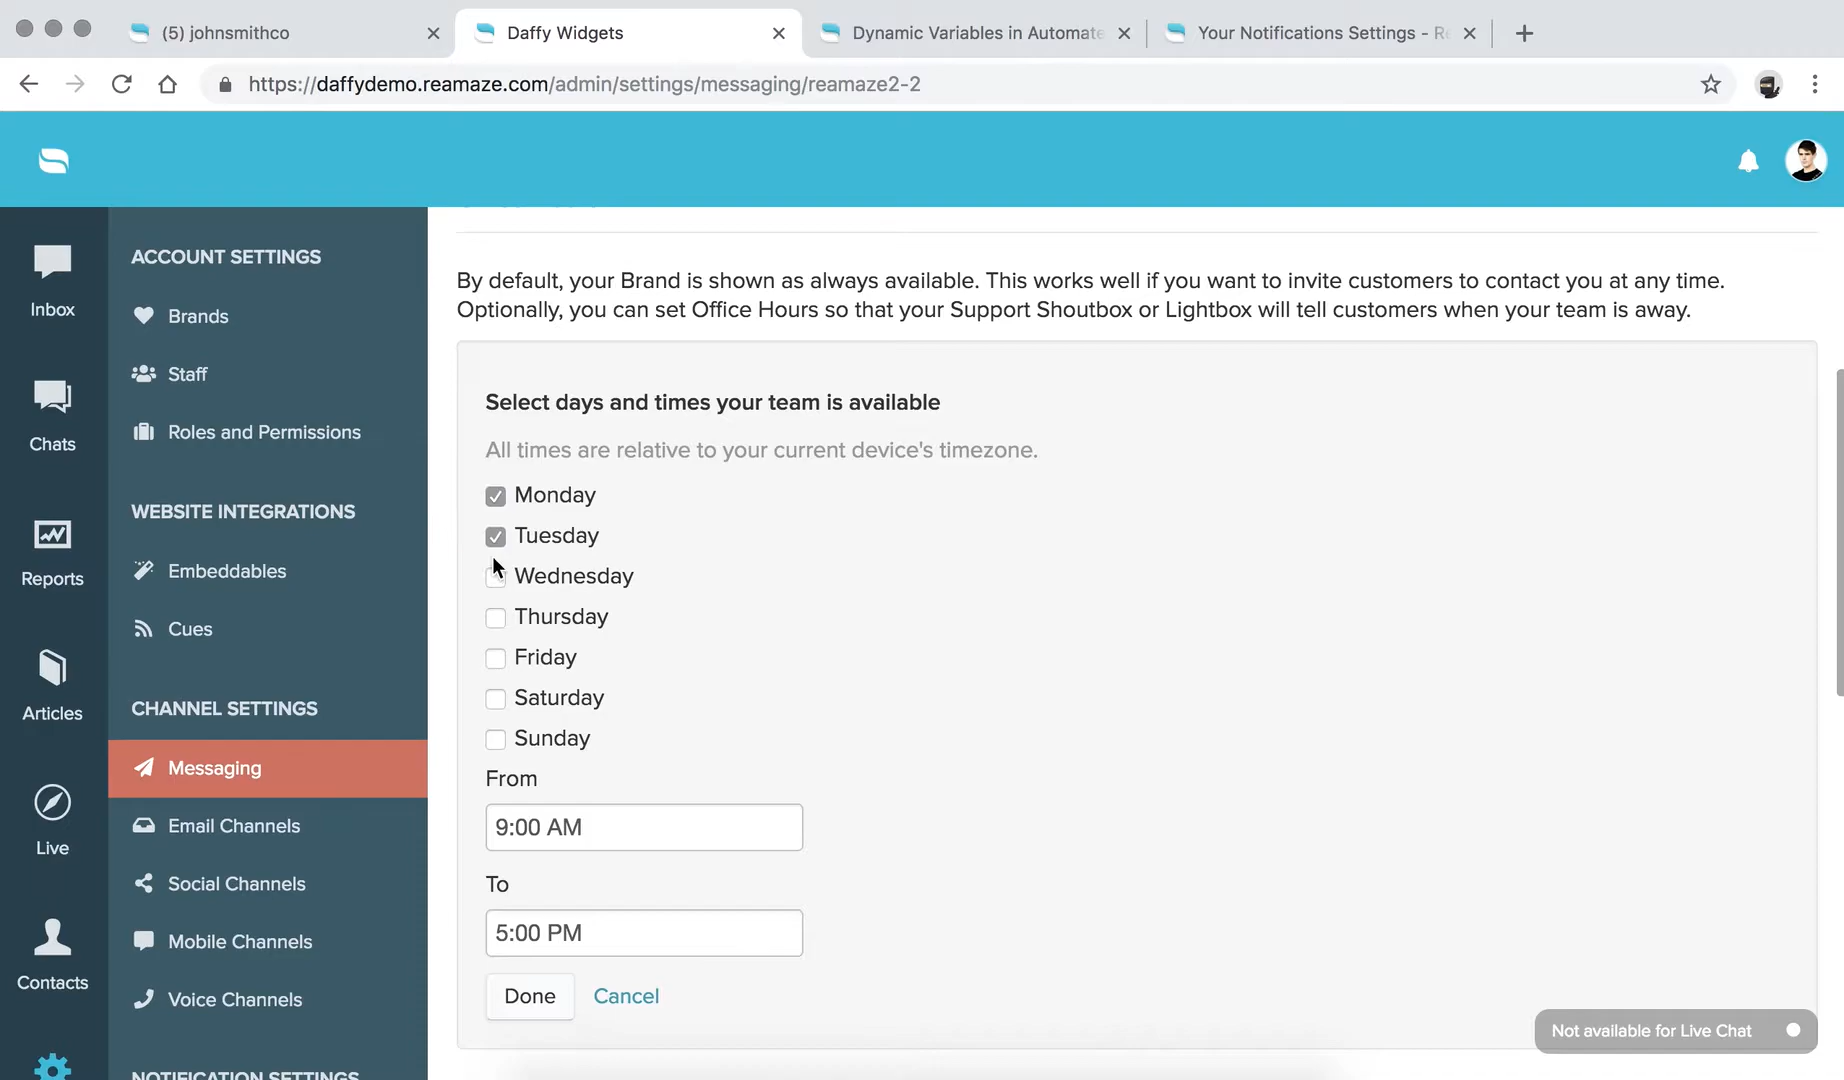 (5) johnsmithco
Daffy Widgets
Dynamic Variables in Automate
Your Notifications Settings - Re
https://daffydemo.reamaze.com/admin/settings/messaging/reamaze2-2
Inbox
Chats
Reports
Articles
Live
Contacts
ACCOUNT SETTINGS
Brands
Staff
Roles and Permissions
WEBSITE INTEGRATIONS
Embeddables
Cues
CHANNEL SETTINGS
Messaging
Email Channels
Social Channels
Mobile Channels
Voice Channels
NOTIFICATION SETTINGS
By default, your Brand is shown as always available. This works well if you want to invite customers to contact you at any time.
Optionally, you can set Office Hours so that your Support Shoutbox or Lightbox will tell customers when your team is away.
Select days and times your team is available
All times are relative to your current device's timezone.
Monday
Tuesday
Wednesday
Thursday
Friday
Saturday
Sunday
From
9:00 AM
To
5:00 PM
Done Cancel
Not available for Live Chat